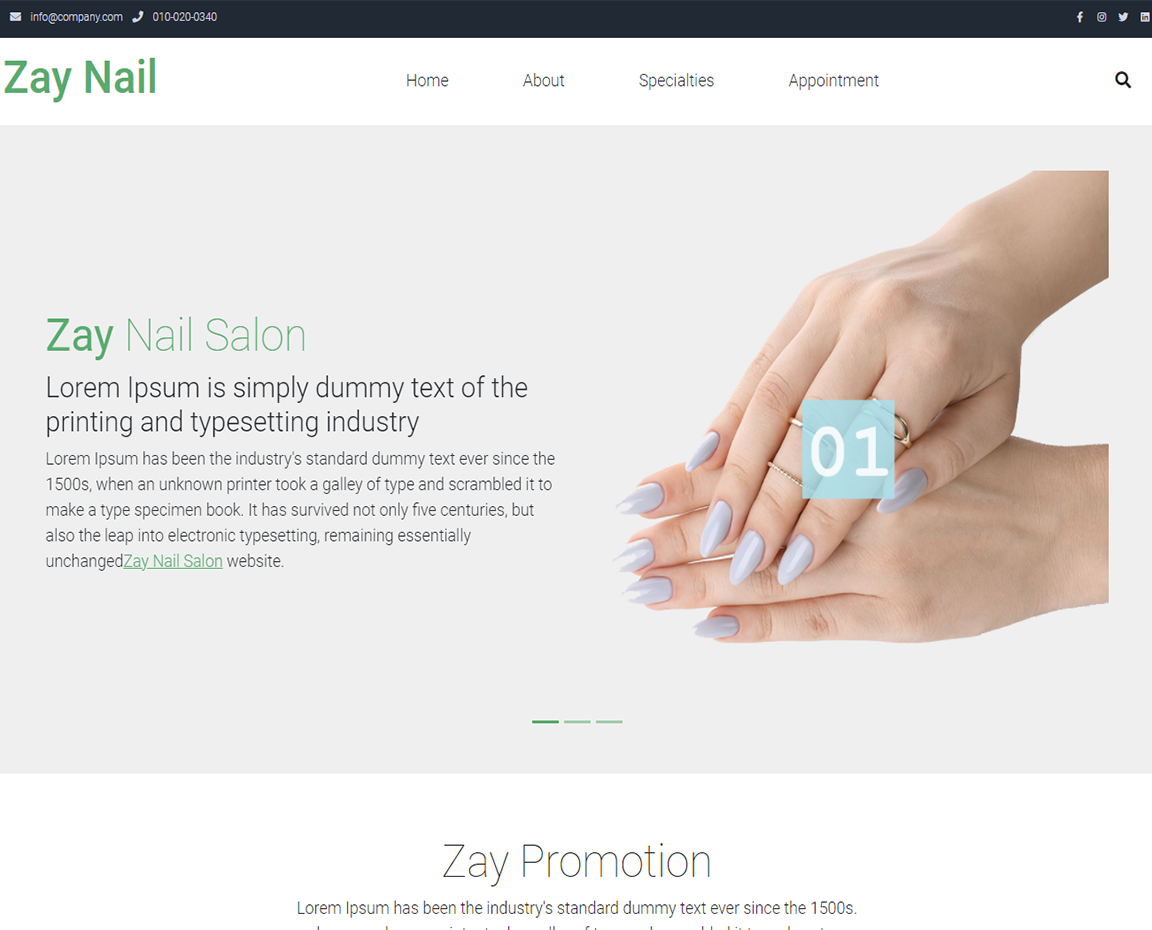 info@company.com 010-020-0340
Zay Nail
Home About Specialties Appointment
Zay Nail Salon
Lorem Ipsum is simply dummy text of the
printing and typesetting industry
Lorem Ipsum has been the industry's standard dummy text ever since the
1500s, when an unknown printer took a galley of type and scrambled it to
make a type specimen book. It has survived not only five centuries, but
also the leap into electronic typesetting, remaining essentially
unchangedZay Nail Salon website.
01
Zay Promotion
Lorem Ipsum has been the industry's standard dummy text ever since the 1500s.